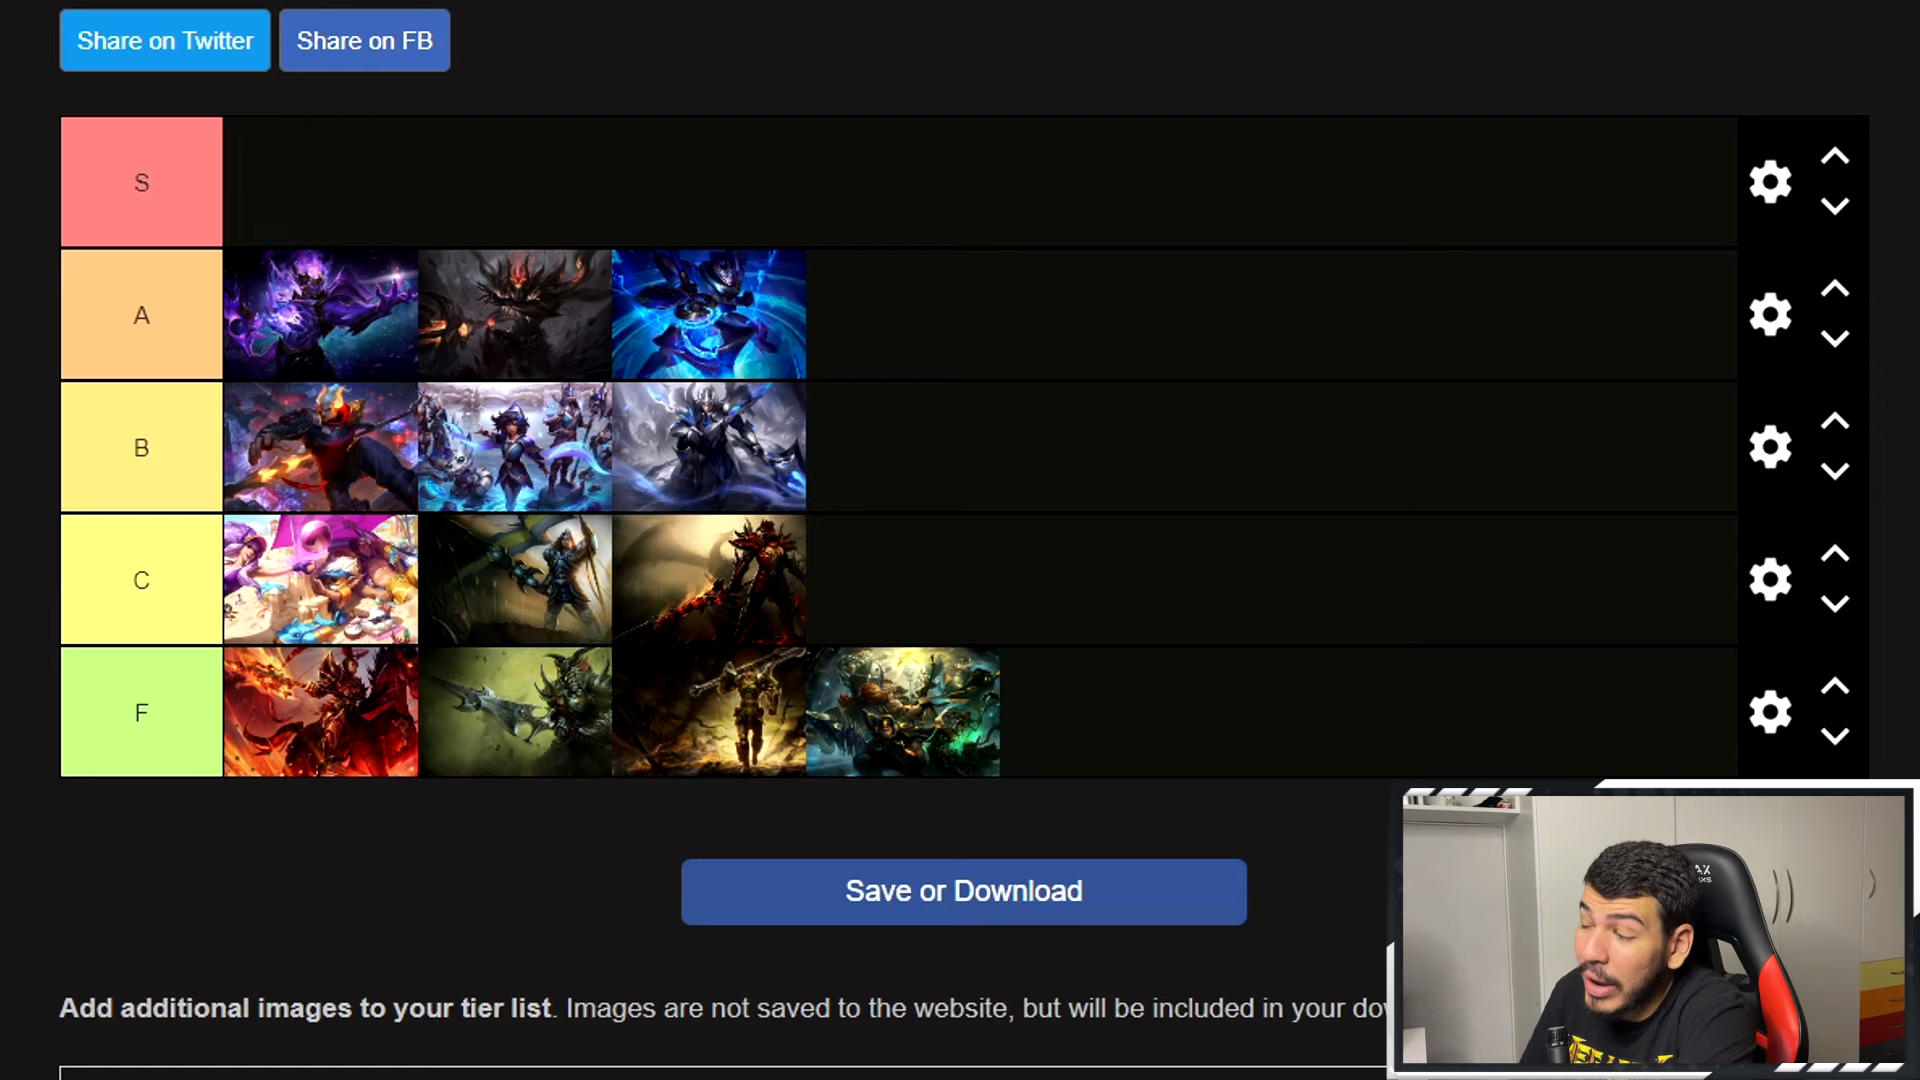 Share on Twitter
Share on FB
S
A
B
C
F
Save or Download
Add additional images to your tier list. Images are not saved to the website, but will be included in your